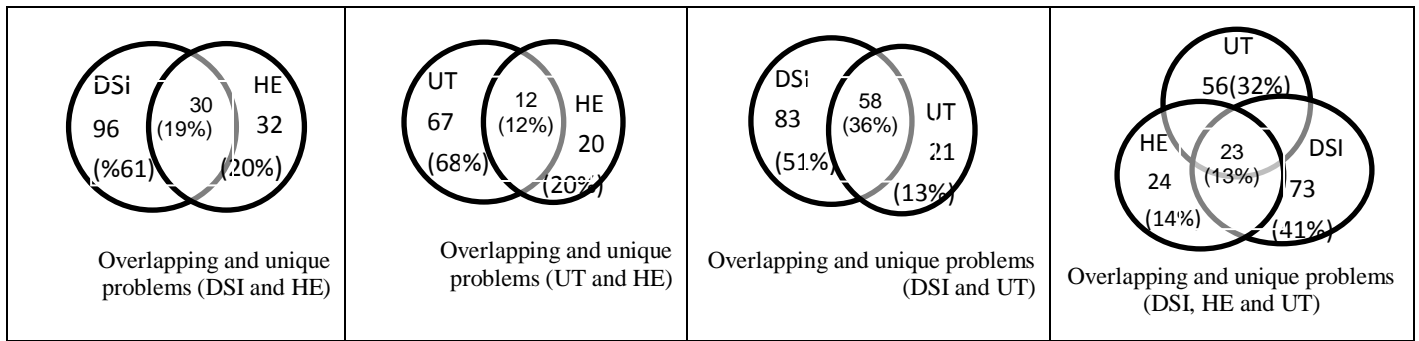 DSI
96
(%61)
30
(19%)
HE
32
(20%)
Overlapping and unique
problems (DSI and HE)
UT
67
(68%)
12
(12%)
HE
20
(20%)
Overlapping and unique
problems (UT and HE)
DSI
83
(51%)
58
(36%)
UT
21
(13%)
Overlapping and unique problems
(DSI and UT)
UT
56(32%)
HE
24
(14%)
23
(13%)
DSI
73
(41%)
Overlapping and unique problems
(DSI, HE and UT)